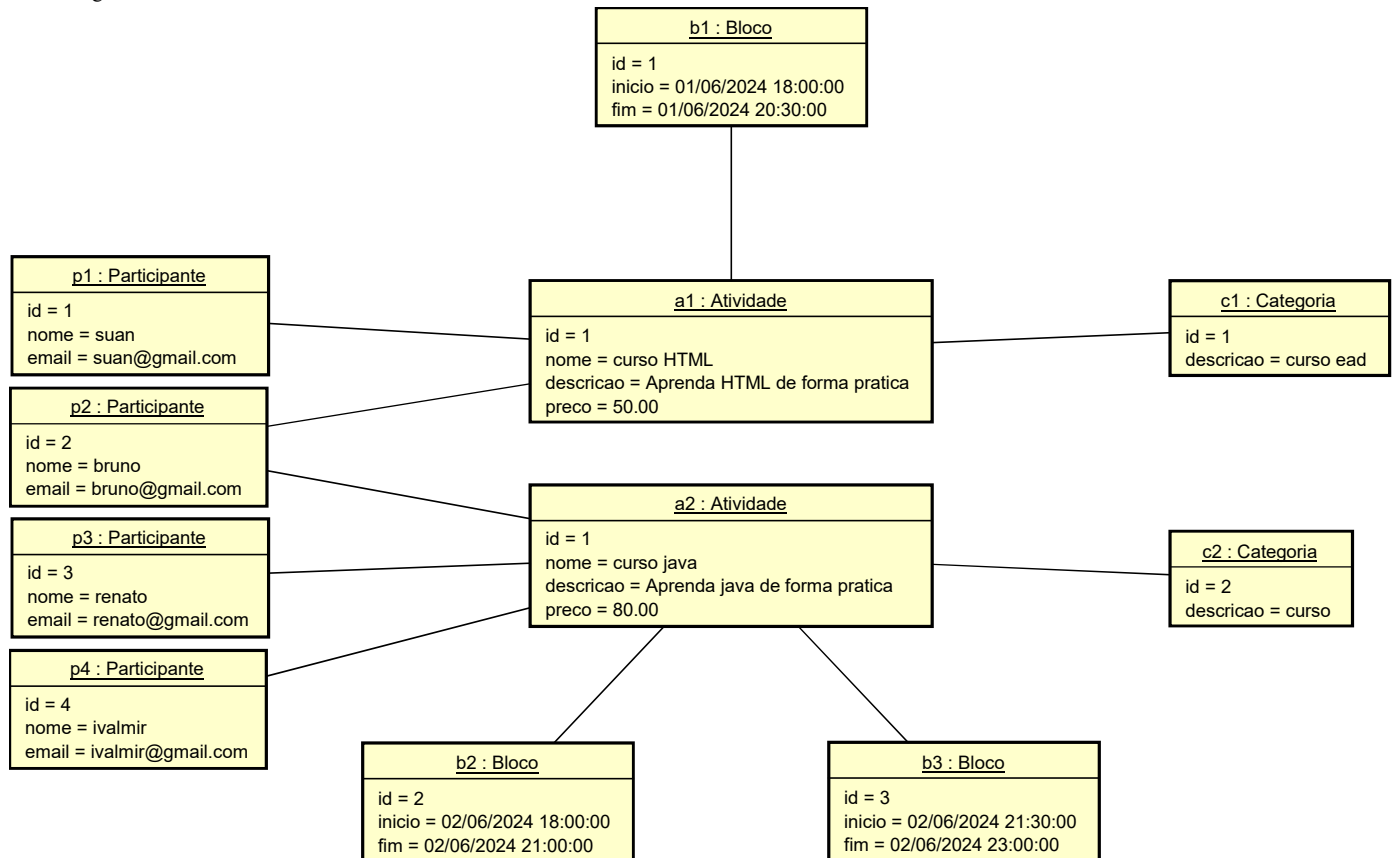 b1 : Bloco
id = 1
inicio = 01/06/2024 18:00:00
fim = 01/06/2024 20:30:00
p1 : Participante
id = 1
nome = suan
email = suan@gmail.com
a1 : Atividade
id = 1
nome = curso HTML
descricao = Aprenda HTML de forma pratica
preco = 50.00
c1 : Categoria
id = 1
descricao = curso ead
p2 : Participante
id = 2
nome = bruno
email = bruno@gmail.com
a2 : Atividade
id = 1
nome = curso java
descricao = Aprenda java de forma pratica
preco = 80.00
p3 : Participante
id = 3
nome = renato
email = renato@gmail.com
c2 : Categoria
id = 2
descricao = curso
p4 : Participante
id = 4
nome = ivalmir
email = ivalmir@gmail.com
b2 : Bloco
id = 2
inicio = 02/06/2024 18:00:00
fim = 02/06/2024 21:00:00
b3 : Bloco
id = 3
inicio = 02/06/2024 21:30:00
fim = 02/06/2024 23:00:00